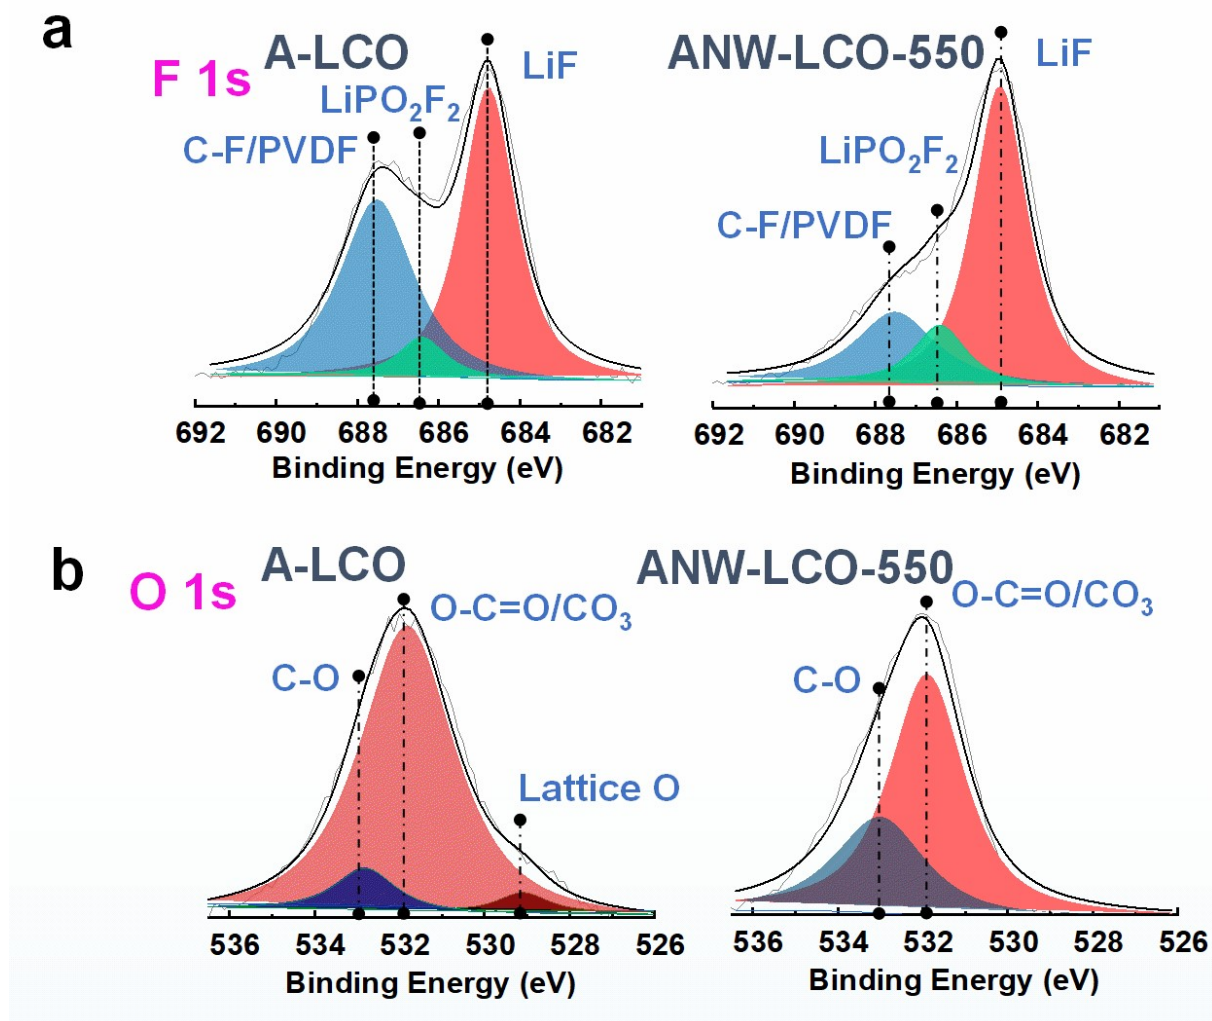 a
F 1s
A-LCO
LiF
LiPO₂F₂
C-F/PVDF
692 690 688 686 684 682
Binding Energy (eV)
ANW-LCO-550
LiF
LiPO₂F₂
C-F/PVDF
692 690 688 686 684 682
Binding Energy (eV)
b
O 1s
A-LCO
O-C=O/CO₃
C-O
Lattice O
536 534 532 530 528 526
Binding Energy (eV)
ANW-LCO-550
O-C=O/CO₃
C-O
536 534 532 530 528 526
Binding Energy (eV)